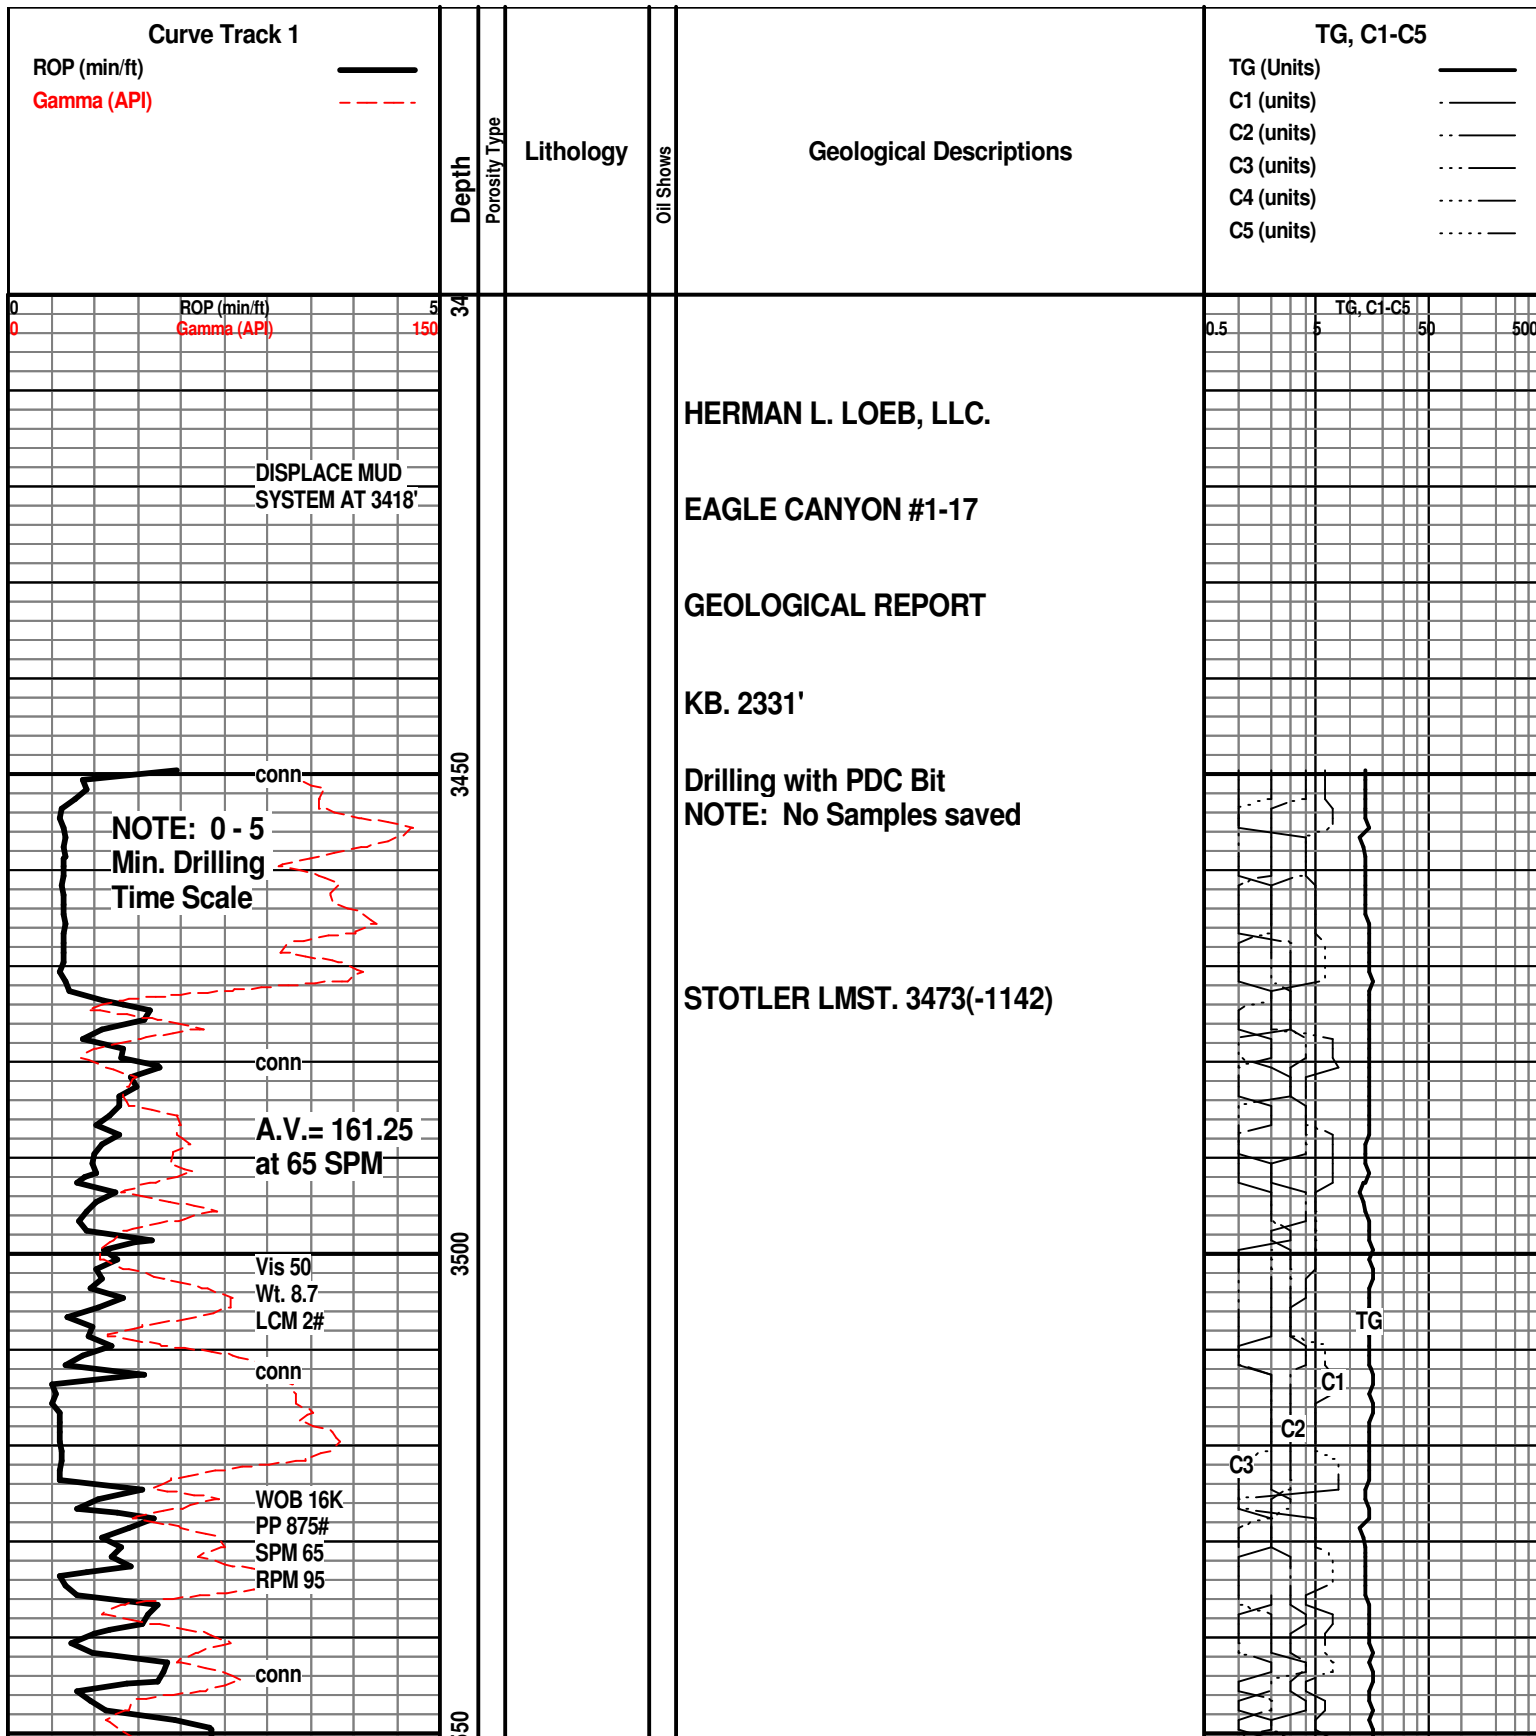 Curve Track 1
ROP (min/ft)
Gamma (API)
Depth
Porosity Type
Lithology
Oil Shows
Geological Descriptions
TG, C1-C5
TG (Units)
C1 (units)
C2 (units)
C3 (units)
C4 (units)
C5 (units)
0 ROP (min/ft) 5
0 Gamma (API) 150
34
TG, C1-C5
0.5 5 50 500
HERMAN L. LOEB, LLC.
DISPLACE MUD
SYSTEM AT 3418'
EAGLE CANYON #1-17
GEOLOGICAL REPORT
KB. 2331'
conn
3450
Drilling with PDC Bit
NOTE: No Samples saved
NOTE: 0 - 5
Min. Drilling
Time Scale
STOTLER LMST. 3473(-1142)
conn
A.V.= 161.25
at 65 SPM
3500
Vis 50
Wt. 8.7
LCM 2#
TG
conn
C1
C2
C3
WOB 16K
PP 875#
SPM 65
RPM 95
conn
50